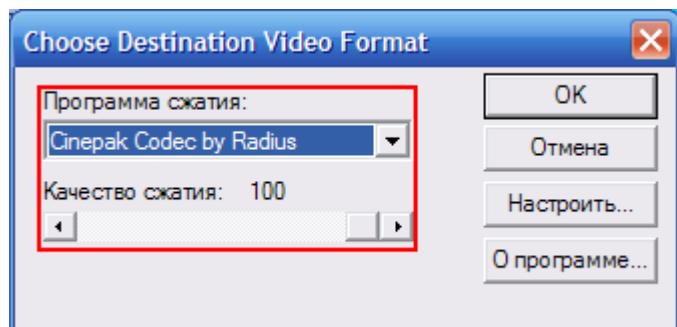 Choose Destination Video Format
Программа сжатия:
Cinepak Codec by Radius
Качество сжатия: 100
OK
Отмена
Настроить...
О программе...